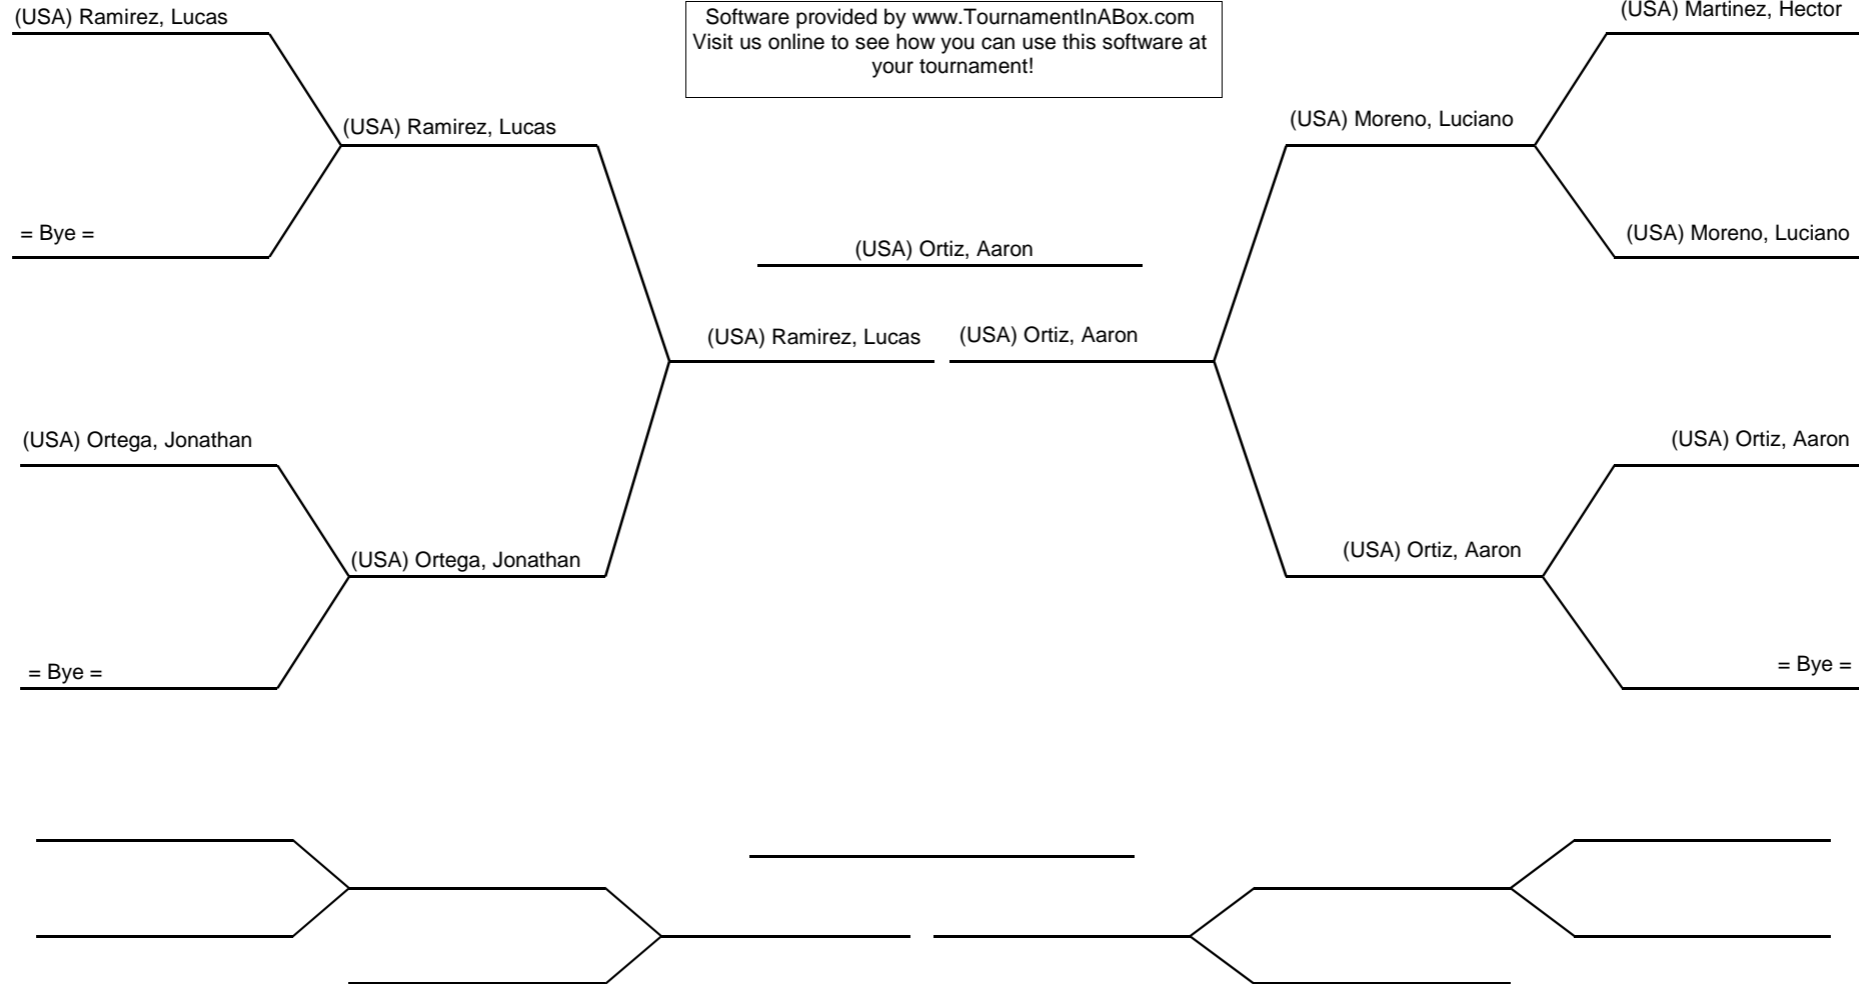 (USA) Ramirez, Lucas
Software provided by www.TournamentInABox.com
Visit us online to see how you can use this software at
your tournament!
(USA) Martinez, Hector
(USA) Ramirez, Lucas
(USA) Moreno, Luciano
= Bye =
(USA) Ortiz, Aaron
(USA) Moreno, Luciano
(USA) Ramirez, Lucas
(USA) Ortiz, Aaron
(USA) Ortega, Jonathan
(USA) Ortiz, Aaron
(USA) Ortega, Jonathan
(USA) Ortiz, Aaron
= Bye =
= Bye =